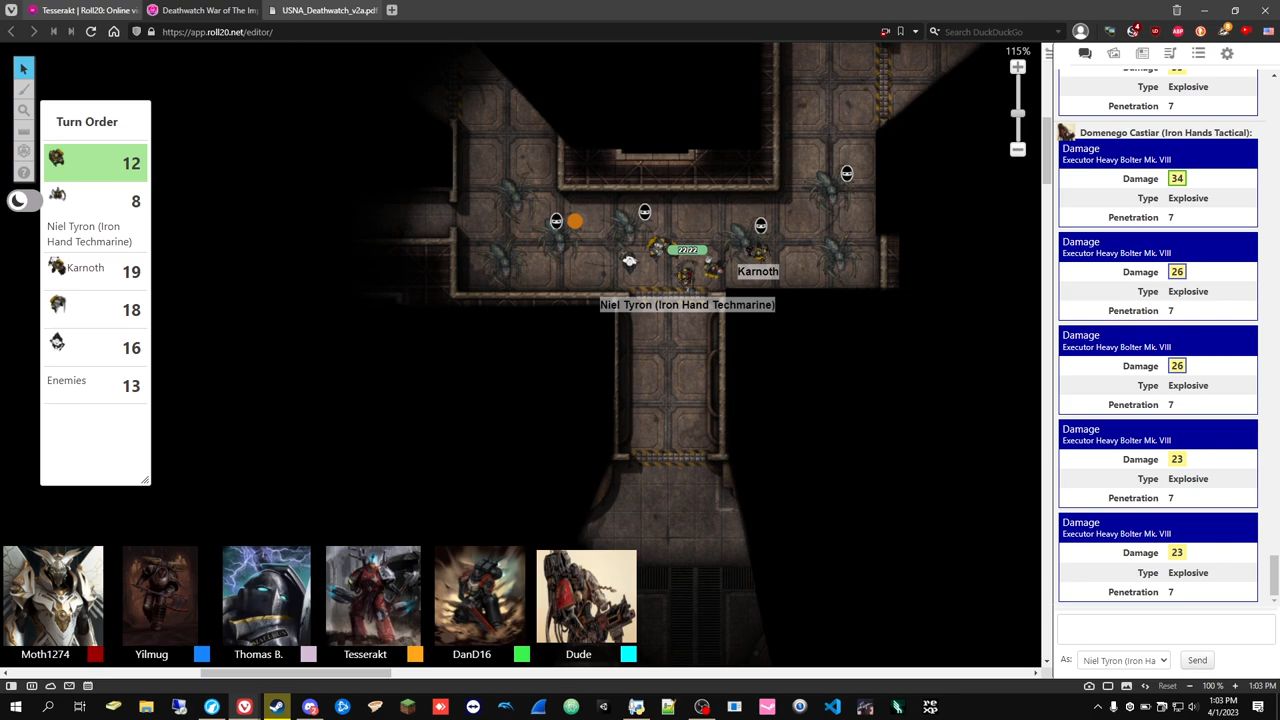 Tesserakt | Roll20: Online vi
Deathwatch War of The Im
USNA_Deathwatch_v2a.pd
https://app.roll20.net/editor/
Search DuckDuckGo
115%
Turn Order
12
8
Niel Tyron (Iron
Hand Techmarine)
Karnoth
19
18
16
Enemies
13
22/22
Karnoth
Niel Tyron (Iron Hand Techmarine)
Moth1274
Yilmug
Thomas B.
Tesserakt
DanD16
Dude
Damage
Type Explosive
Penetration 7
Domenego Castiar (Iron Hands Tactical):
Damage
Executor Heavy Bolter Mk. VIII
Damage 34
Type Explosive
Penetration 7
Damage
Executor Heavy Bolter Mk. VIII
Damage 26
Type Explosive
Penetration 7
Damage
Executor Heavy Bolter Mk. VIII
Damage 26
Type Explosive
Penetration 7
Damage
Executor Heavy Bolter Mk. VIII
Damage 23
Type Explosive
Penetration 7
Damage
Executor Heavy Bolter Mk. VIII
Damage 23
Type Explosive
Penetration 7
As: Niel Tyron (Iron Ha
Send
Reset
100 %
1:03 PM
1:03 PM
4/1/2023